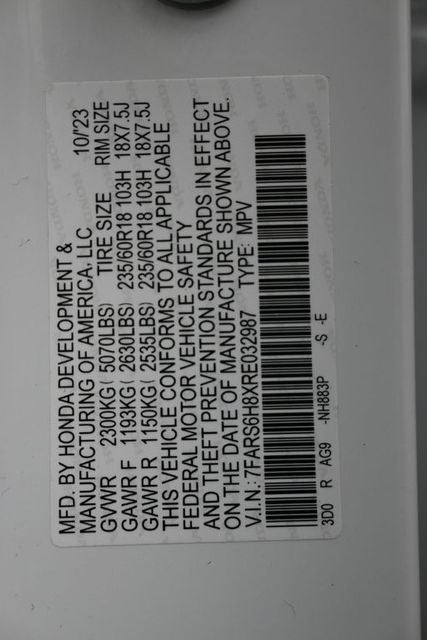 MFD. BY HONDA DEVELOPMENT &
MANUFACTURING OF AMERICA, LLC 10/'23
GVWR 2300KG( 5070LBS) TIRE SIZE RIM SIZE
GAWR F 1193KG( 2630LBS) 235/60R18 103H 18X7.5J
GAWR R 1150KG( 2535LBS) 235/60R18 103H 18X7.5J
THIS VEHICLE CONFORMS TO ALL APPLICABLE
FEDERAL MOTOR VEHICLE SAFETY
AND THEFT PREVENTION STANDARDS IN EFFECT
ON THE DATE OF MANUFACTURE SHOWN ABOVE.
V.I.N.: 7FARS6H8XRE032987 TYPE: MPV
3D0 R AG9 -NH883P -S -E